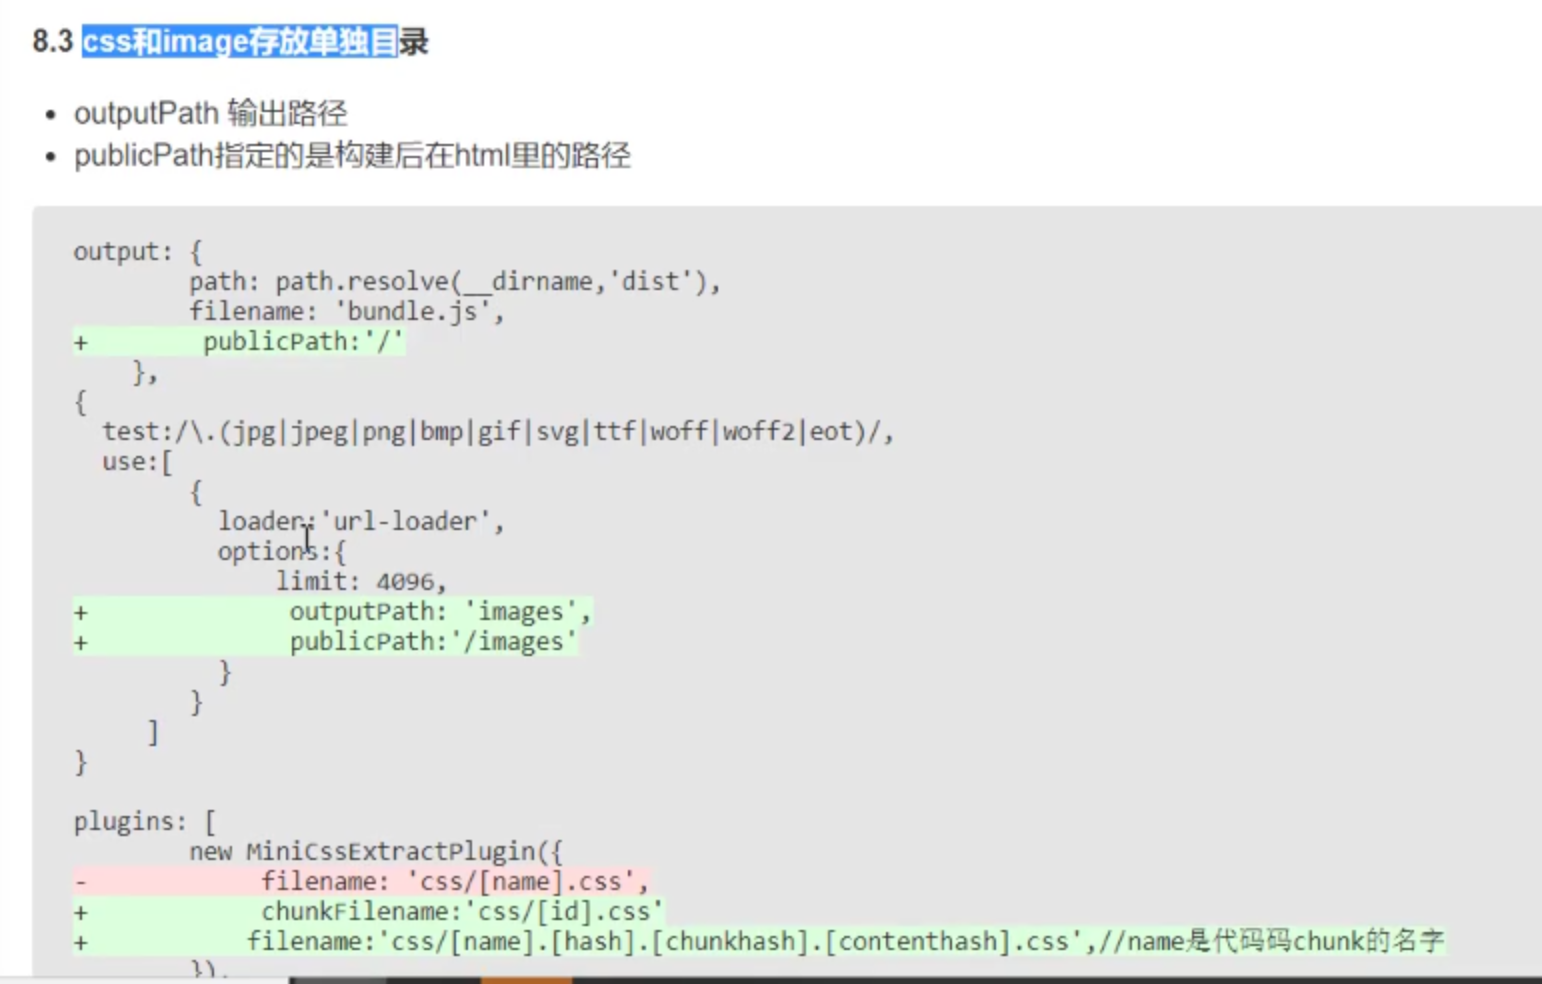 8.3 css和image存放单独目录
• outputPath 输出路径
• publicPath指定的是构建后在html里的路径
output: {
        path: path.resolve(__dirname,'dist'),
        filename: 'bundle.js',
+        publicPath:'/'
    },
{
  test:/\.(jpg|jpeg|png|bmp|gif|svg|ttf|woff|woff2|eot)/,
  use:[
        {
          loader:'url-loader',
          options:{
              limit: 4096,
+              outputPath: 'images',
+              publicPath:'/images'
          }
        }
     ]
}
plugins: [
        new MiniCssExtractPlugin({
-            filename: 'css/[name].css',
+            chunkFilename:'css/[id].css'
+           filename:'css/[name].[hash].[chunkhash].[contenthash].css',//name是代码码chunk的名字
        }),